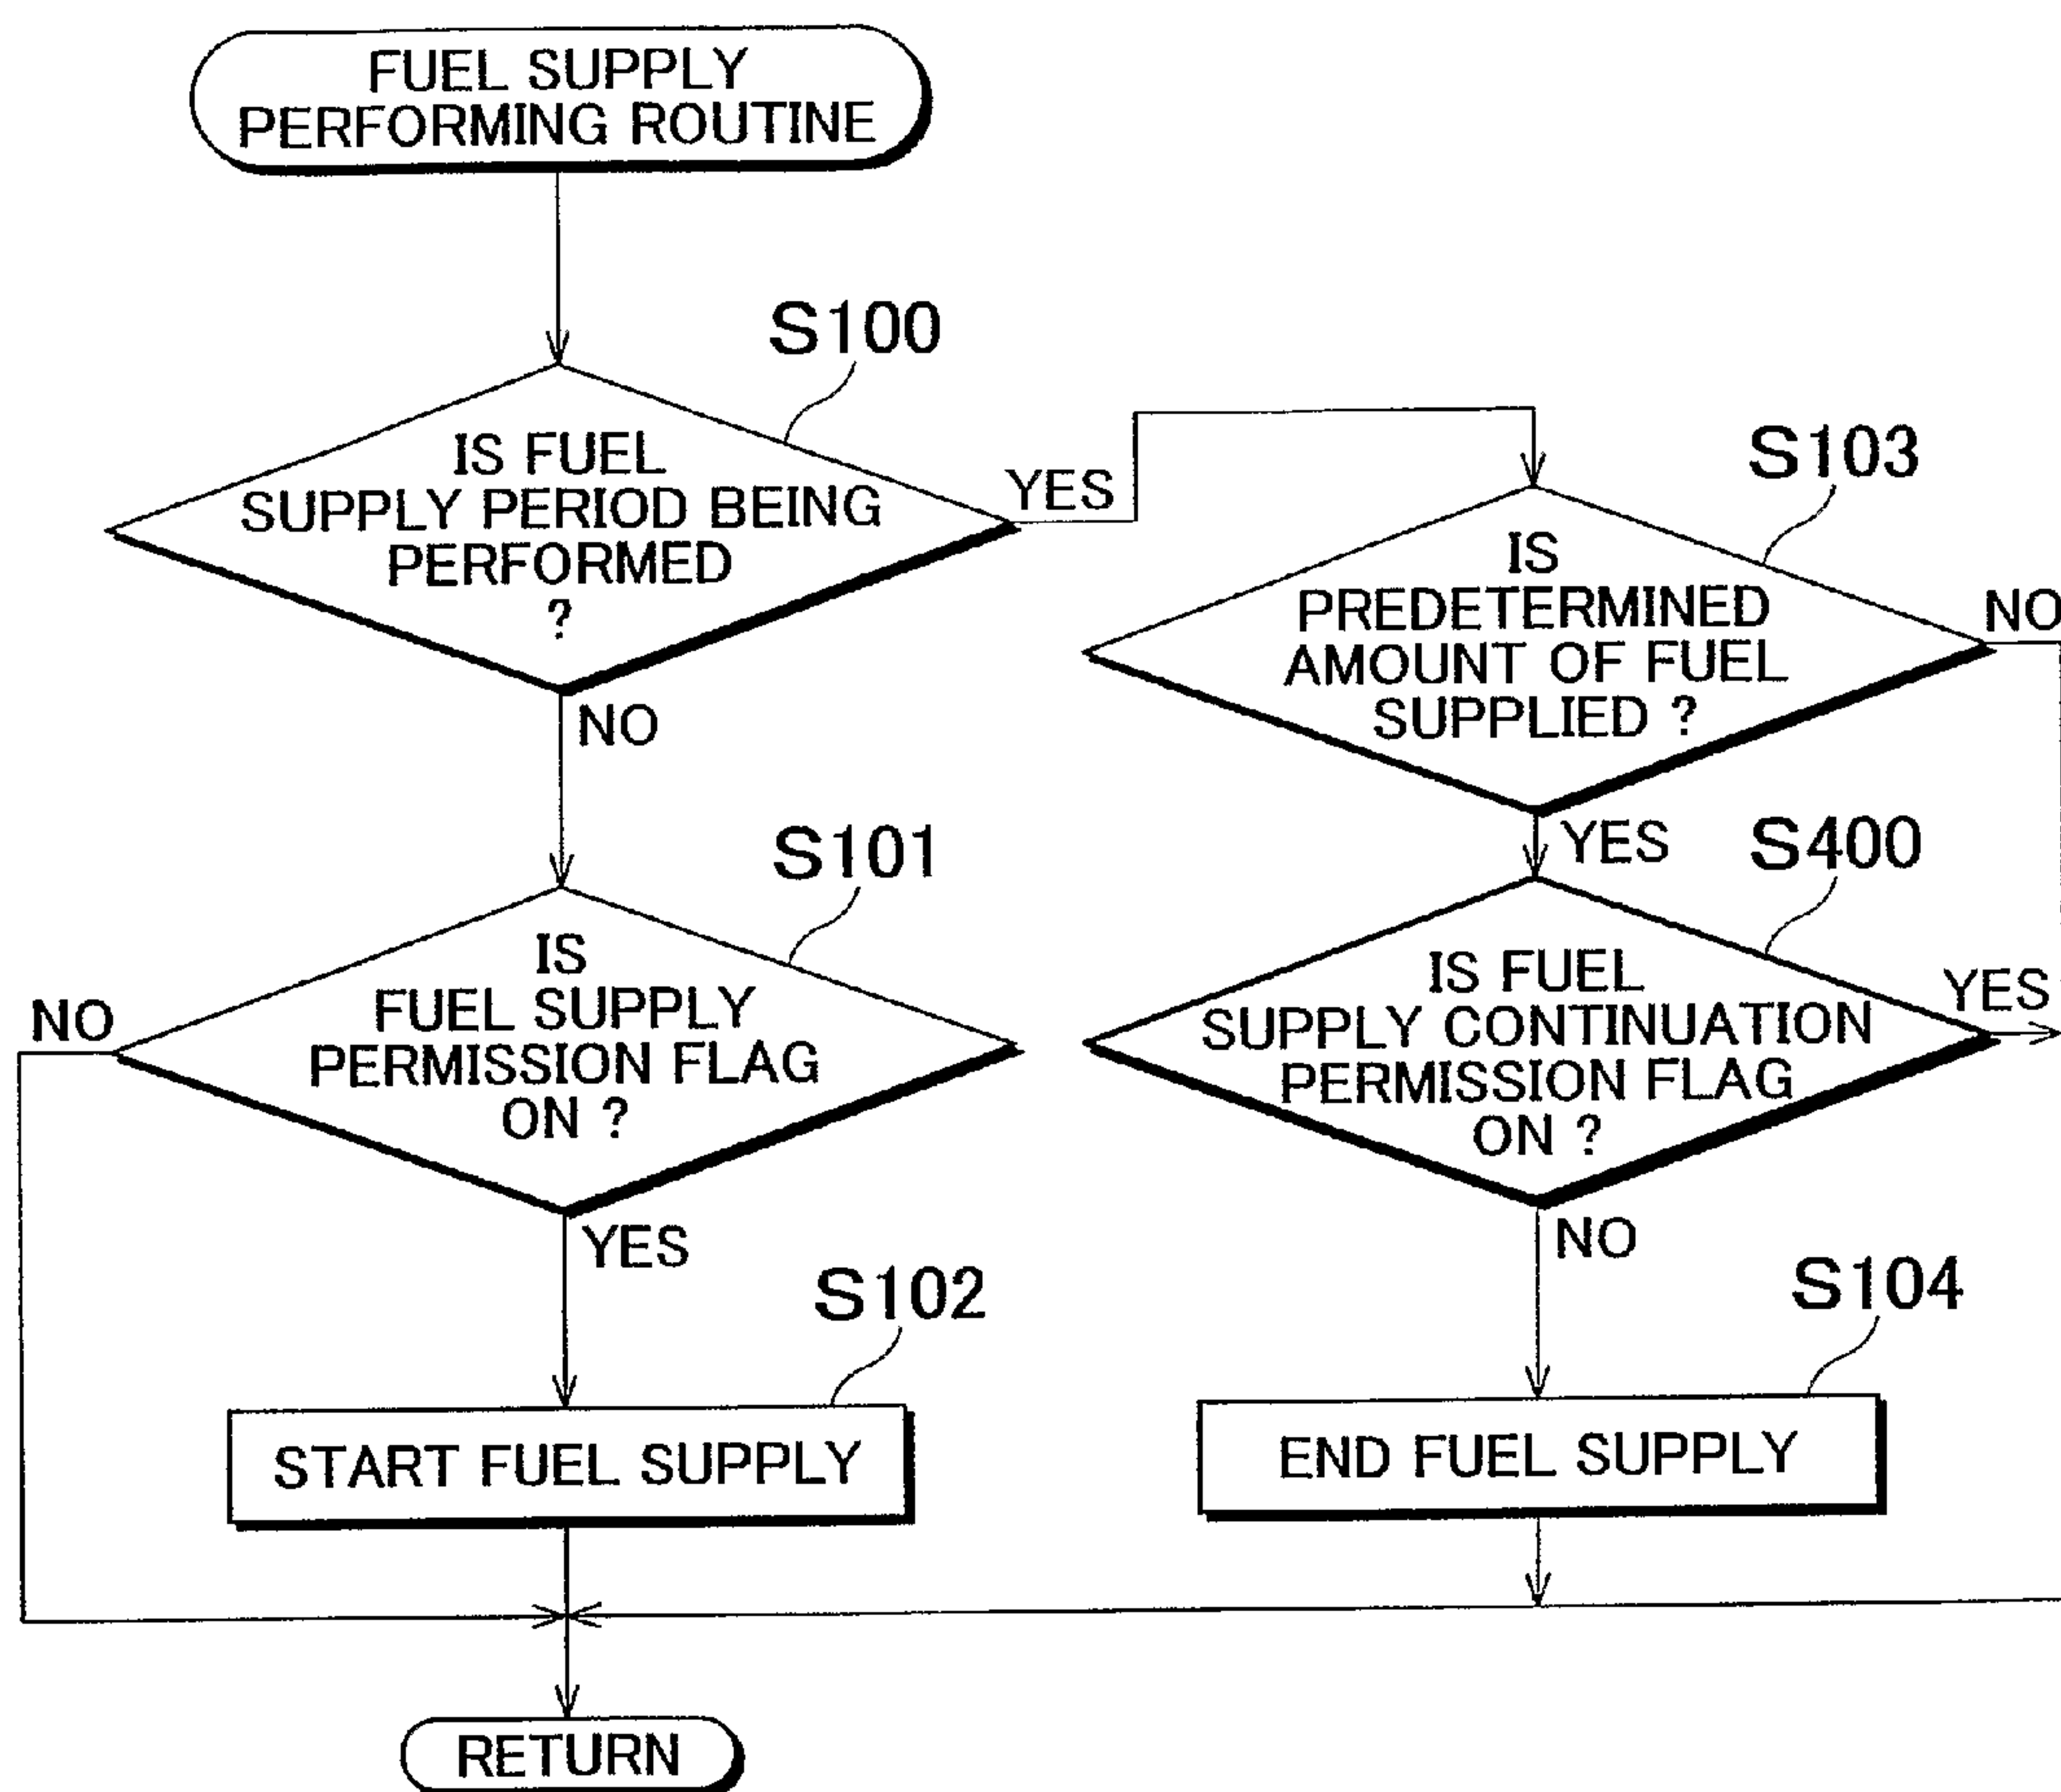 FUEL SUPPLY
PERFORMING ROUTINE
S100
IS FUEL
SUPPLY PERIOD BEING
PERFORMED
?
YES
NO
S103
IS
PREDETERMINED
AMOUNT OF FUEL
SUPPLIED ?
NO
YES
S101
IS
FUEL SUPPLY
PERMISSION FLAG
ON ?
NO
YES
S400
IS FUEL
SUPPLY CONTINUATION
PERMISSION FLAG
ON ?
YES
NO
S102
START FUEL SUPPLY
S104
END FUEL SUPPLY
RETURN